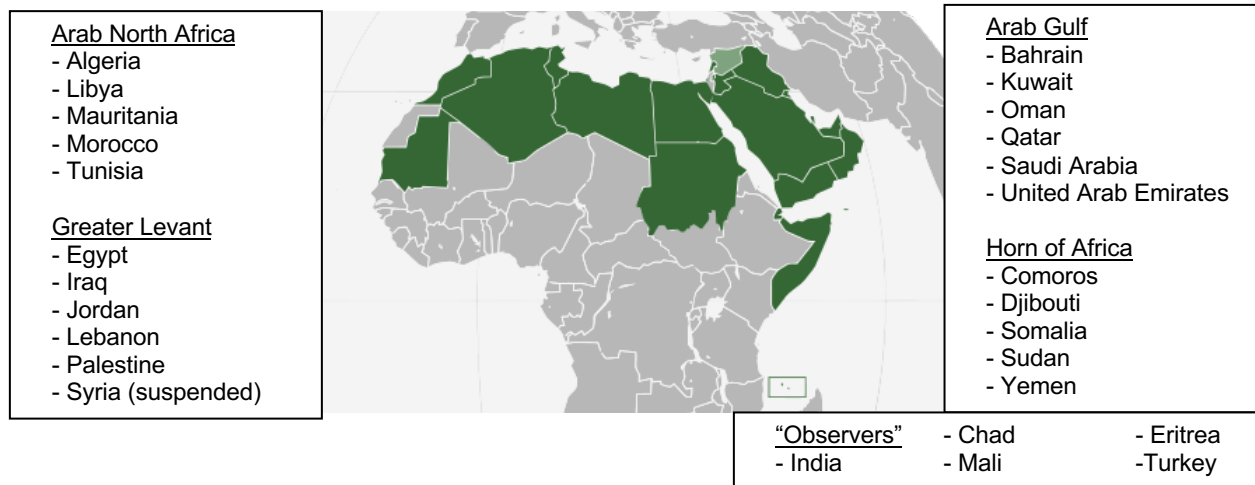 Arab North Africa
- Algeria
- Libya
- Mauritania
- Morocco
- Tunisia
Greater Levant
- Egypt
- Iraq
- Jordan
- Lebanon
- Palestine
- Syria (suspended)
Arab Gulf
- Bahrain
- Kuwait
- Oman
- Qatar
- Saudi Arabia
- United Arab Emirates
Horn of Africa
- Comoros
- Djibouti
- Somalia
- Sudan
- Yemen
“Observers” - Chad - Eritrea
- India - Mali -Turkey